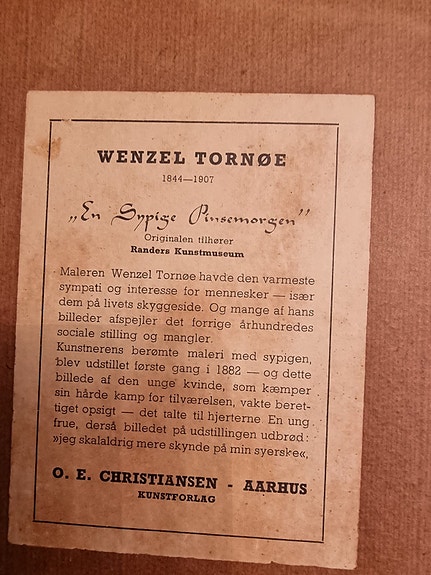 WENZEL TORNØE
1844—1907
„En Sypige Pinsemorgen”
Originalen tilhører
Randers Kunstmuseum
Maleren Wenzel Tornøe havde den varmeste
sympati og interesse for mennesker — især
dem på livets skyggeside. Og mange af hans
billeder afspejler det forrige århundredes
sociale stilling og mangler.
Kunstnerens berømte maleri med sypigen,
blev udstillet første gang i 1882 — og dette
billede af den unge kvinde, som kæmper
sin hårde kamp for tilværelsen, vakte beret-
tiget opsigt — det talte til hjerterne En ung
frue, derså billedet på udstillingen udbrød:
»jeg skalaldrig mere skynde på min syerske«,
O. E. CHRISTIANSEN - AARHUS
KUNSTFORLAG